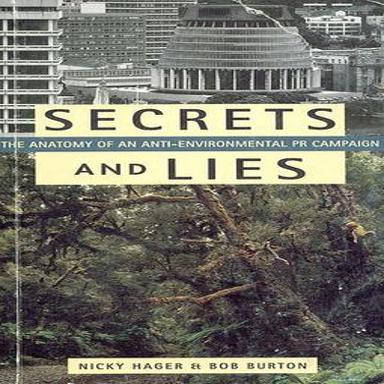 SECRETS
THE ANATOMY OF AN ANTI-ENVIRONMENTAL PR CAMPAIGN
AND LIES
NICKY HAGER & BOB BURTON